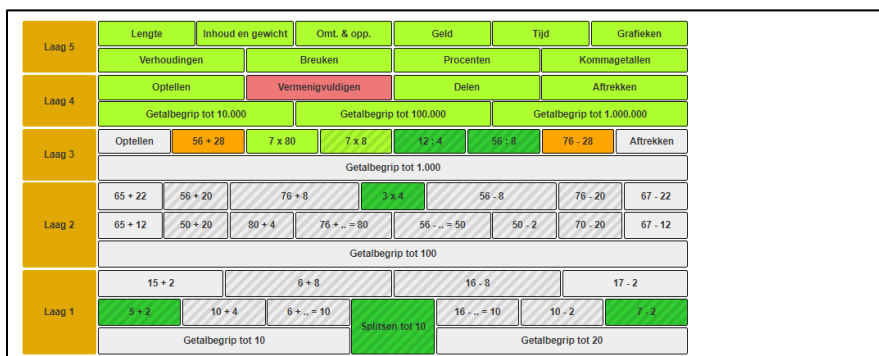 Laag 5
Lengte Inhoud en gewicht Omt. & opp. Geld Tijd Grafieken
Verhoudingen Breuken Procenten Kommagetallen
Laag 4
Optellen Vermenigvuldigen Delen Aftrekken
Getalbegrip tot 10.000 Getalbegrip tot 100.000 Getalbegrip tot 1.000.000
Laag 3
Optellen 56 + 28 7 x 80 7 x 8 12 : 4 56 : 8 76 - 28 Aftrekken
Getalbegrip tot 1.000
Laag 2
65 + 22 56 + 20 76 + 8 3 x 4 56 - 8 76 - 20 67 - 22
65 + 12 50 + 20 80 + 4 76 + .. = 80 56 - .. = 50 50 - 2 70 - 20 67 - 12
Getalbegrip tot 100
Laag 1
15 + 2 6 + 8 16 - 8 17 - 2
5 + 2 10 + 4 6 + .. = 10 Splitsen tot 10 16 - .. = 10 10 - 2 7 - 2
Getalbegrip tot 10 Getalbegrip tot 20